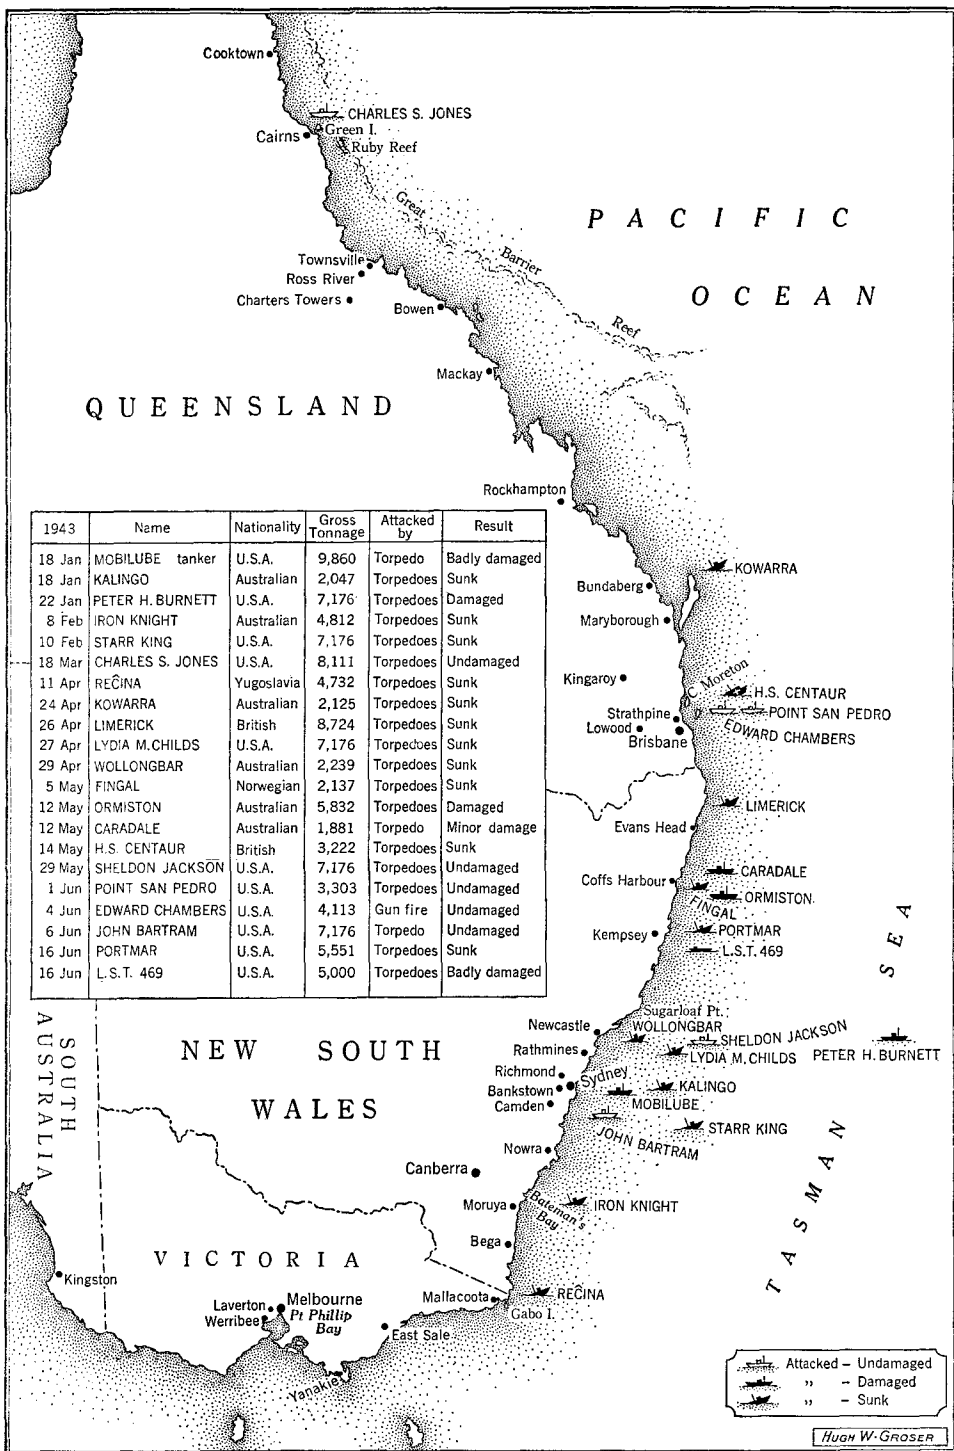 Cooktown
CHARLES S. JONES
Green I.
Cairns
Ruby Reef
Great
Barrier
Reef
PACIFIC
OCEAN
Townsville
Ross River
Charters Towers
Bowen
Mackay
QUEENSLAND
Rockhampton
1943 Name Nationality Gross Tonnage Attacked by Result
18 Jan MOBILUBE tanker U.S.A. 9,860 Torpedo Badly damaged
18 Jan KALINGO Australian 2,047 Torpedoes Sunk
22 Jan PETER H. BURNETT U.S.A. 7,176 Torpedoes Damaged
8 Feb IRON KNIGHT Australian 4,812 Torpedoes Sunk
10 Feb STARR KING U.S.A. 7,176 Torpedoes Sunk
18 Mar CHARLES S. JONES U.S.A. 8,111 Torpedoes Undamaged
11 Apr REĈINA Yugoslavia 4,732 Torpedoes Sunk
24 Apr KOWARRA Australian 2,125 Torpedoes Sunk
26 Apr LIMERICK British 8,724 Torpedoes Sunk
27 Apr LYDIA M. CHILDS U.S.A. 7,176 Torpedoes Sunk
29 Apr WOLLONGBAR Australian 2,239 Torpedoes Sunk
5 May FINGAL Norwegian 2,137 Torpedoes Sunk
12 May ORMISTON Australian 5,832 Torpedoes Damaged
12 May CARADALE Australian 1,881 Torpedo Minor damage
14 May H.S. CENTAUR British 3,222 Torpedoes Sunk
29 May SHELDON JACKSON U.S.A. 7,176 Torpedoes Undamaged
1 Jun POINT SAN PEDRO U.S.A. 3,303 Torpedoes Undamaged
4 Jun EDWARD CHAMBERS U.S.A. 4,113 Gun fire Undamaged
6 Jun JOHN BARTRAM U.S.A. 7,176 Torpedo Undamaged
16 Jun PORTMAR U.S.A. 5,551 Torpedoes Sunk
16 Jun L.S.T. 469 U.S.A. 5,000 Torpedoes Badly damaged
KOWARRA
Bundaberg
Maryborough
Kingaroy
C. Moreton
H.S. CENTAUR
Strathpine
POINT SAN PEDRO
Lowood
EDWARD CHAMBERS
Brisbane
LIMERICK
Evans Head
CARADALE
Coffs Harbour
ORMISTON
FINGAL
PORTMAR
Kempsey
L.S.T. 469
TASMAN SEA
Sugarloaf Pt.
Newcastle
WOLLONGBAR
SHELDON JACKSON
Rathmines
LYDIA M. CHILDS
PETER H. BURNETT
SOUTH
AUSTRALIA
NEW SOUTH
WALES
Richmond
Sydney
Bankstown
KALINGO
Camden
MOBILUBE
JOHN BARTRAM
STARR KING
Nowra
Canberra
Moruya
Bateman's
Bay
IRON KNIGHT
Bega
VICTORIA
Kingston
Mallacoota
REĈINA
Gabo I.
Laverton
Melbourne
Werribee
Pt Phillip
Bay
East Sale
Yanakie
Attacked – Undamaged
" – Damaged
" – Sunk
HUGH W. GROSER